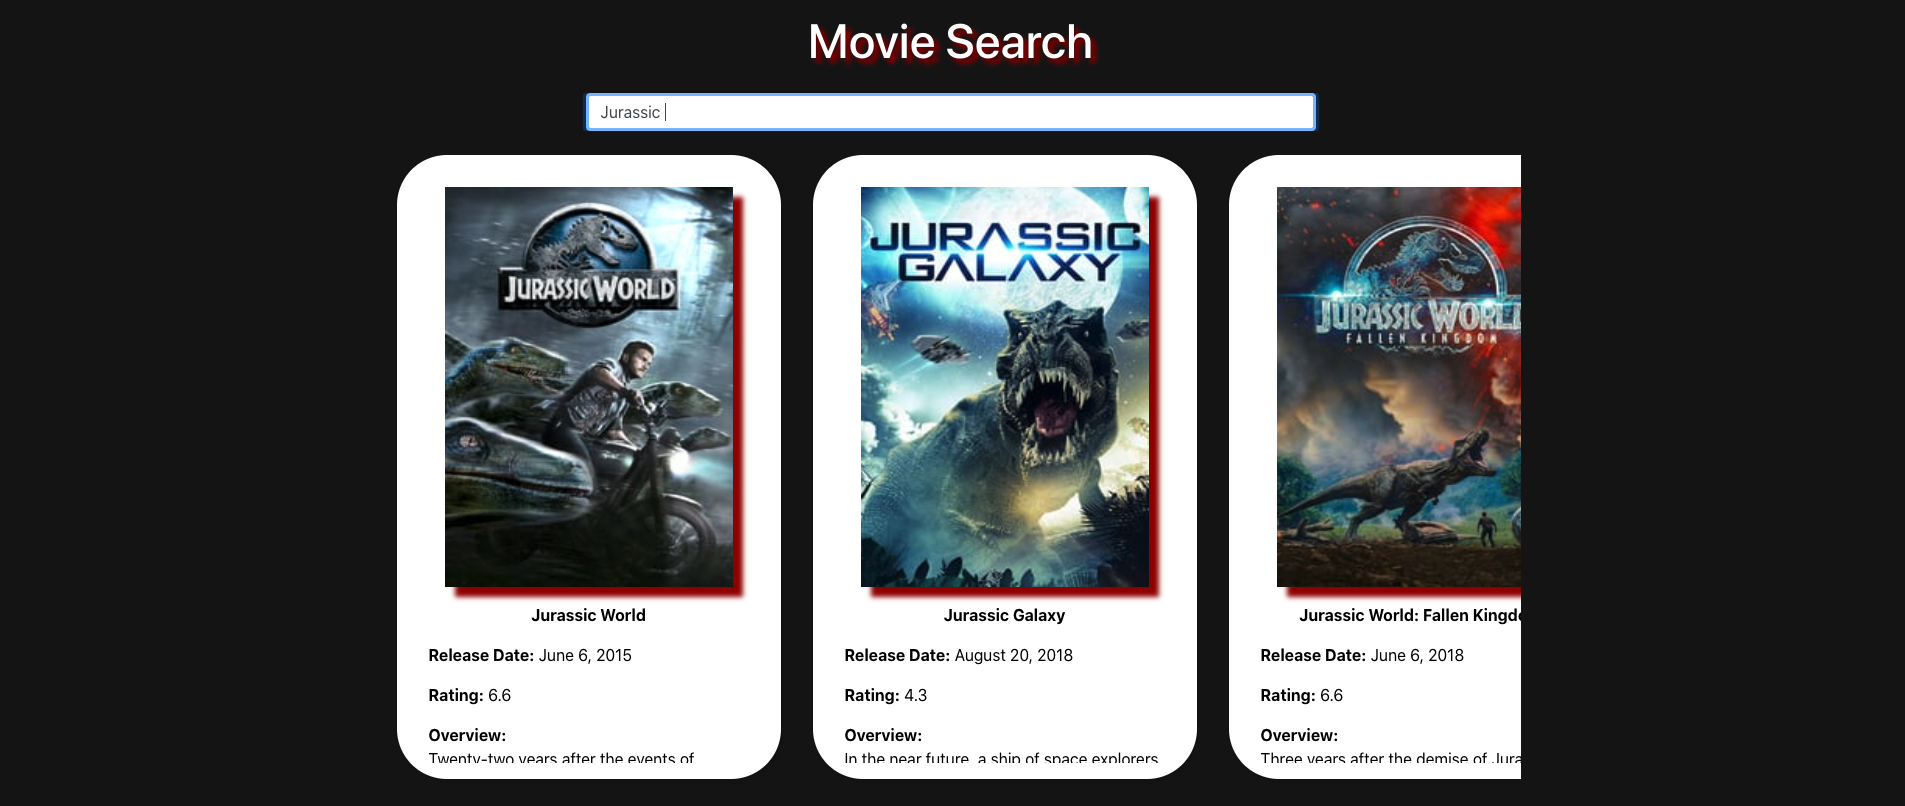 Movie Search
Jurassic
JURASSIC WORLD
Jurassic World
Release Date: June 6, 2015
Rating: 6.6
Overview:
Twenty-two years after the events of
JURASSIC
GALAXY
Jurassic Galaxy
Release Date: August 20, 2018
Rating: 4.3
Overview:
In the near future, a ship of space explorers
JURASSIC WORL
FALLEN KINGDOM
Jurassic World: Fallen Kingd
Release Date: June 6, 2018
Rating: 6.6
Overview:
Three years after the demise of Jura